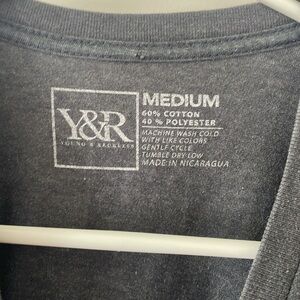 Y&R
YOUNG & RECKLESS
MEDIUM
60% COTTON
40 % POLYESTER
MACHINE WASH COLD
WITH LIKE COLORS
GENTLE CYCLE
TUMBLE DRY LOW
MADE IN NICARAGUA